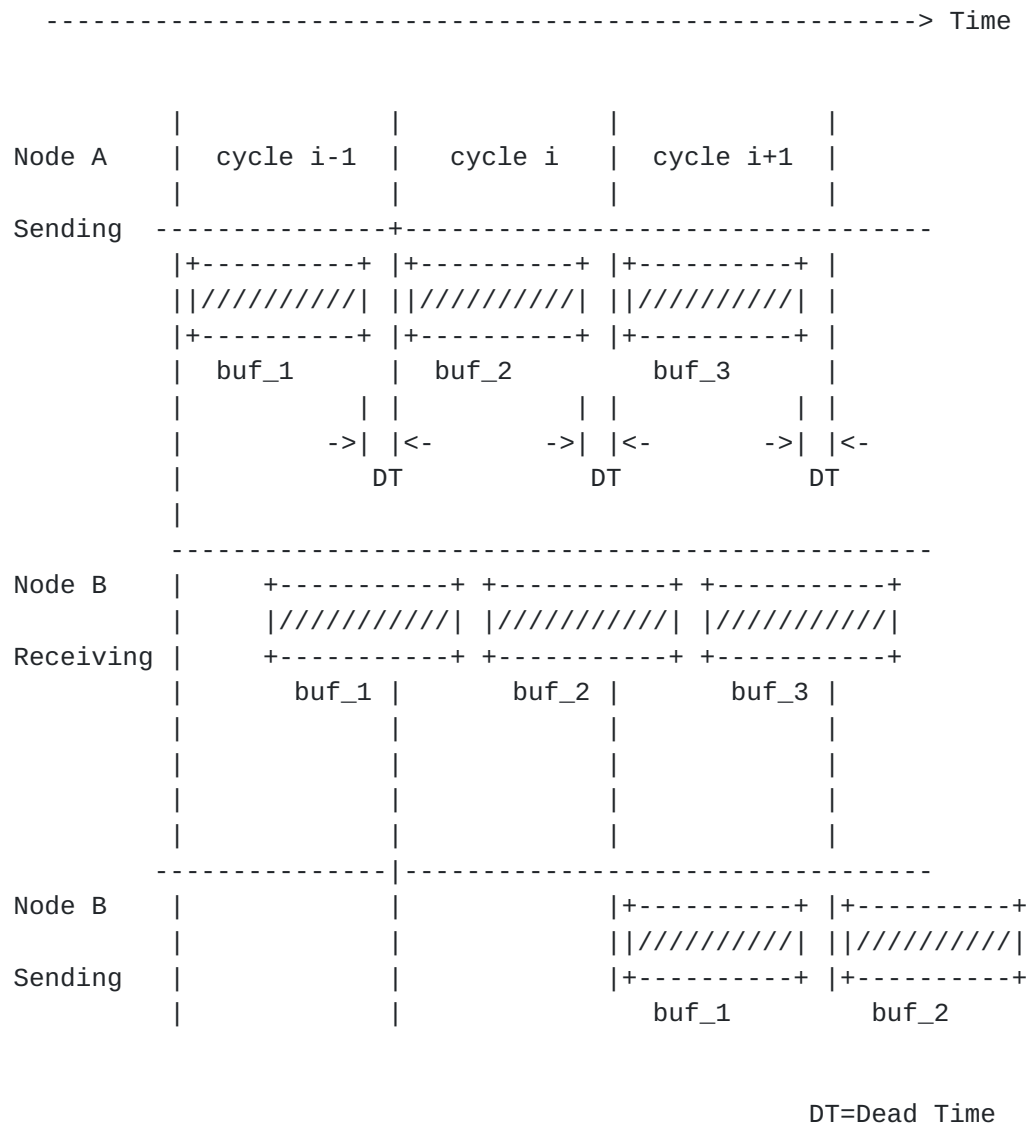 --------------------------------------------------------> Time
|             |             |             |
Node A    |  cycle i-1  |   cycle i   |  cycle i+1  |
|             |             |             |
Sending  ---------------+----------------------------------
|+----------+ |+----------+ |+----------+ |
||//////////| ||//////////| ||//////////| |
|+----------+ |+----------+ |+----------+ |
|  buf_1      |  buf_2         buf_3      |
|           | |           | |           | |
|         ->| |<-       ->| |<-       ->| |<-
|            DT            DT            DT
|
-------------------------------------------------
Node B    |     +-----------+ +-----------+ +-----------+
|     |///////////| |///////////| |///////////|
Receiving |     +-----------+ +-----------+ +-----------+
|       buf_1 |       buf_2 |       buf_3 |
|             |             |             |
|             |             |             |
|             |             |             |
|             |             |             |
---------------|----------------------------------
Node B    |             |             |+----------+ |+----------+
|             |             ||//////////| ||//////////|
Sending   |             |             |+----------+ |+----------+
|             |                buf_1         buf_2
DT=Dead Time